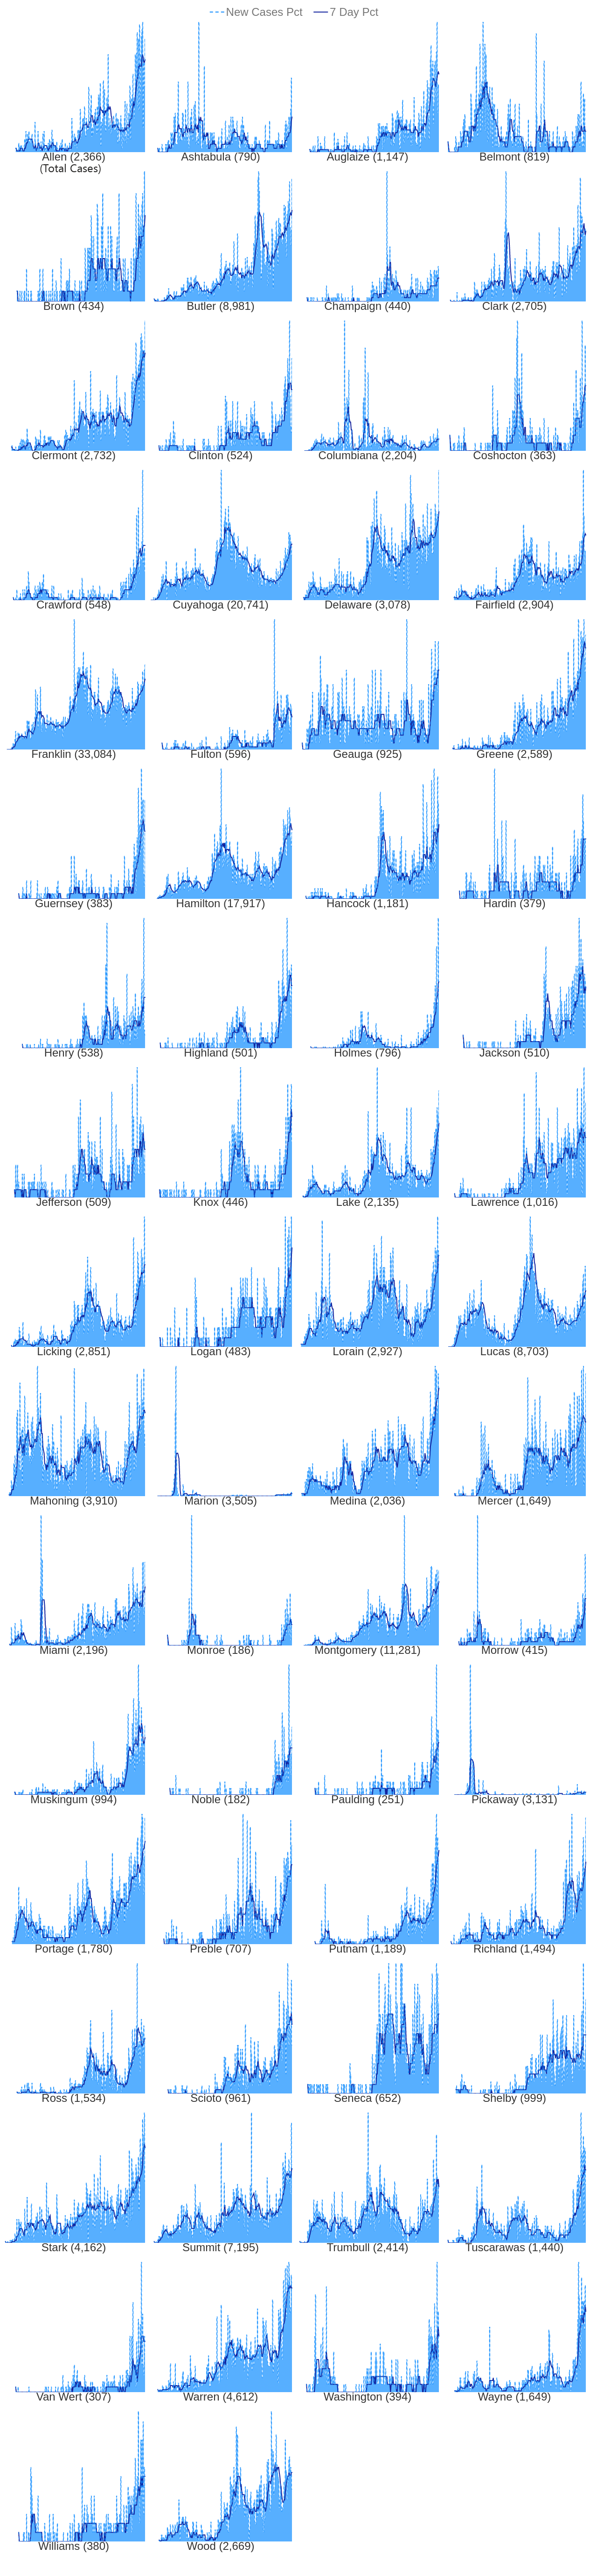 New Cases Pct 7 Day Pct
Allen (2,366) Ashtabula (790) Auglaize (1,147) Belmont (819)
(Total Cases)
Brown (434) Butler (8,981) Champaign (440) Clark (2,705)
Clermont (2,732) Clinton (524) Columbiana (2,204) Coshocton (363)
Crawford (548) Cuyahoga (20,741) Delaware (3,078) Fairfield (2,904)
Franklin (33,084) Fulton (596) Geauga (925) Greene (2,589)
Guernsey (383) Hamilton (17,917) Hancock (1,181) Hardin (379)
Henry (538) Highland (501) Holmes (796) Jackson (510)
Jefferson (509) Knox (446) Lake (2,135) Lawrence (1,016)
Licking (2,851) Logan (483) Lorain (2,927) Lucas (8,703)
Mahoning (3,910) Marion (3,505) Medina (2,036) Mercer (1,649)
Miami (2,196) Monroe (186) Montgomery (11,281) Morrow (415)
Muskingum (994) Noble (182) Paulding (251) Pickaway (3,131)
Portage (1,780) Preble (707) Putnam (1,189) Richland (1,494)
Ross (1,534) Scioto (961) Seneca (652) Shelby (999)
Stark (4,162) Summit (7,195) Trumbull (2,414) Tuscarawas (1,440)
Van Wert (307) Warren (4,612) Washington (394) Wayne (1,649)
Williams (380) Wood (2,669)